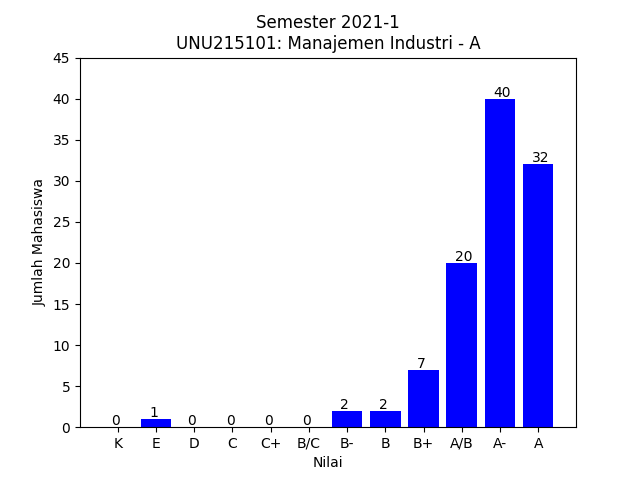 Semester 2021-1
UNU215101: Manajemen Industri - A
Jumlah Mahasiswa
45
40
35
30
25
20
15
10
5
0
0 1 0 0 0 0 2 2 7 20 40 32
K E D C C+ B/C B- B B+ A/B A- A
Nilai